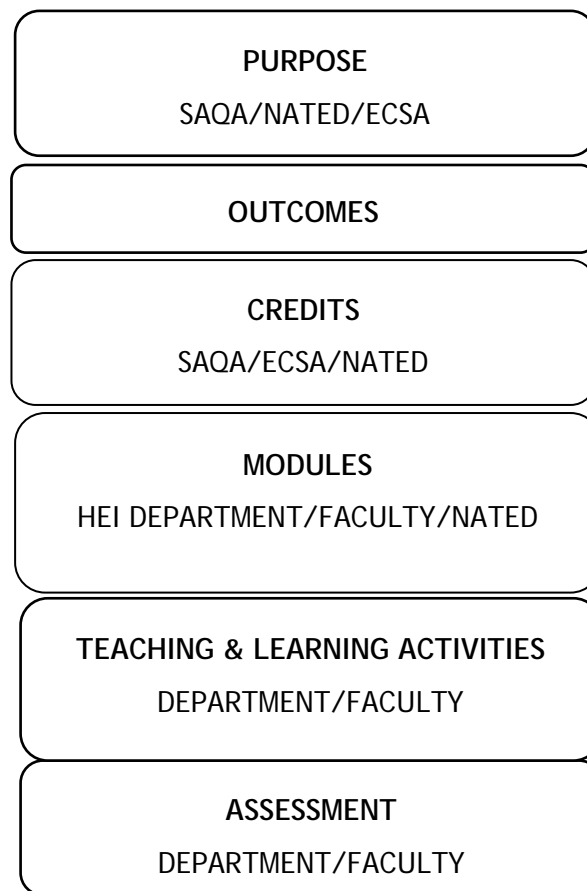 PURPOSE
SAQA/NATED/ECSA
OUTCOMES
CREDITS
SAQA/ECSA/NATED
MODULES
HEI DEPARTMENT/FACULTY/NATED
TEACHING & LEARNING ACTIVITIES
DEPARTMENT/FACULTY
ASSESSMENT
DEPARTMENT/FACULTY